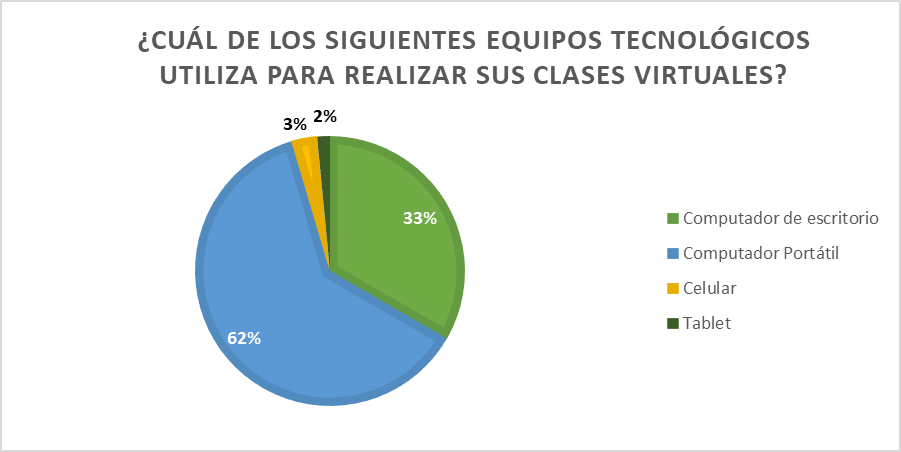 ¿CUÁL DE LOS SIGUIENTES EQUIPOS TECNOLÓGICOS
UTILIZA PARA REALIZAR SUS CLASES VIRTUALES?
3%
2%
33%
62%
Computador de escritorio
Computador Portátil
Celular
Tablet